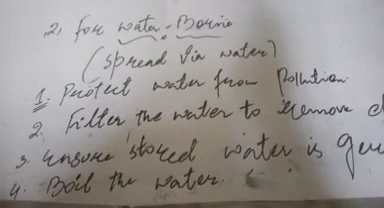 2. For water-Borne
(spread via water)
1. Protect water from Pollution.
2. Filter the water to remove
3. ensure stored water is
4. Boil the water.